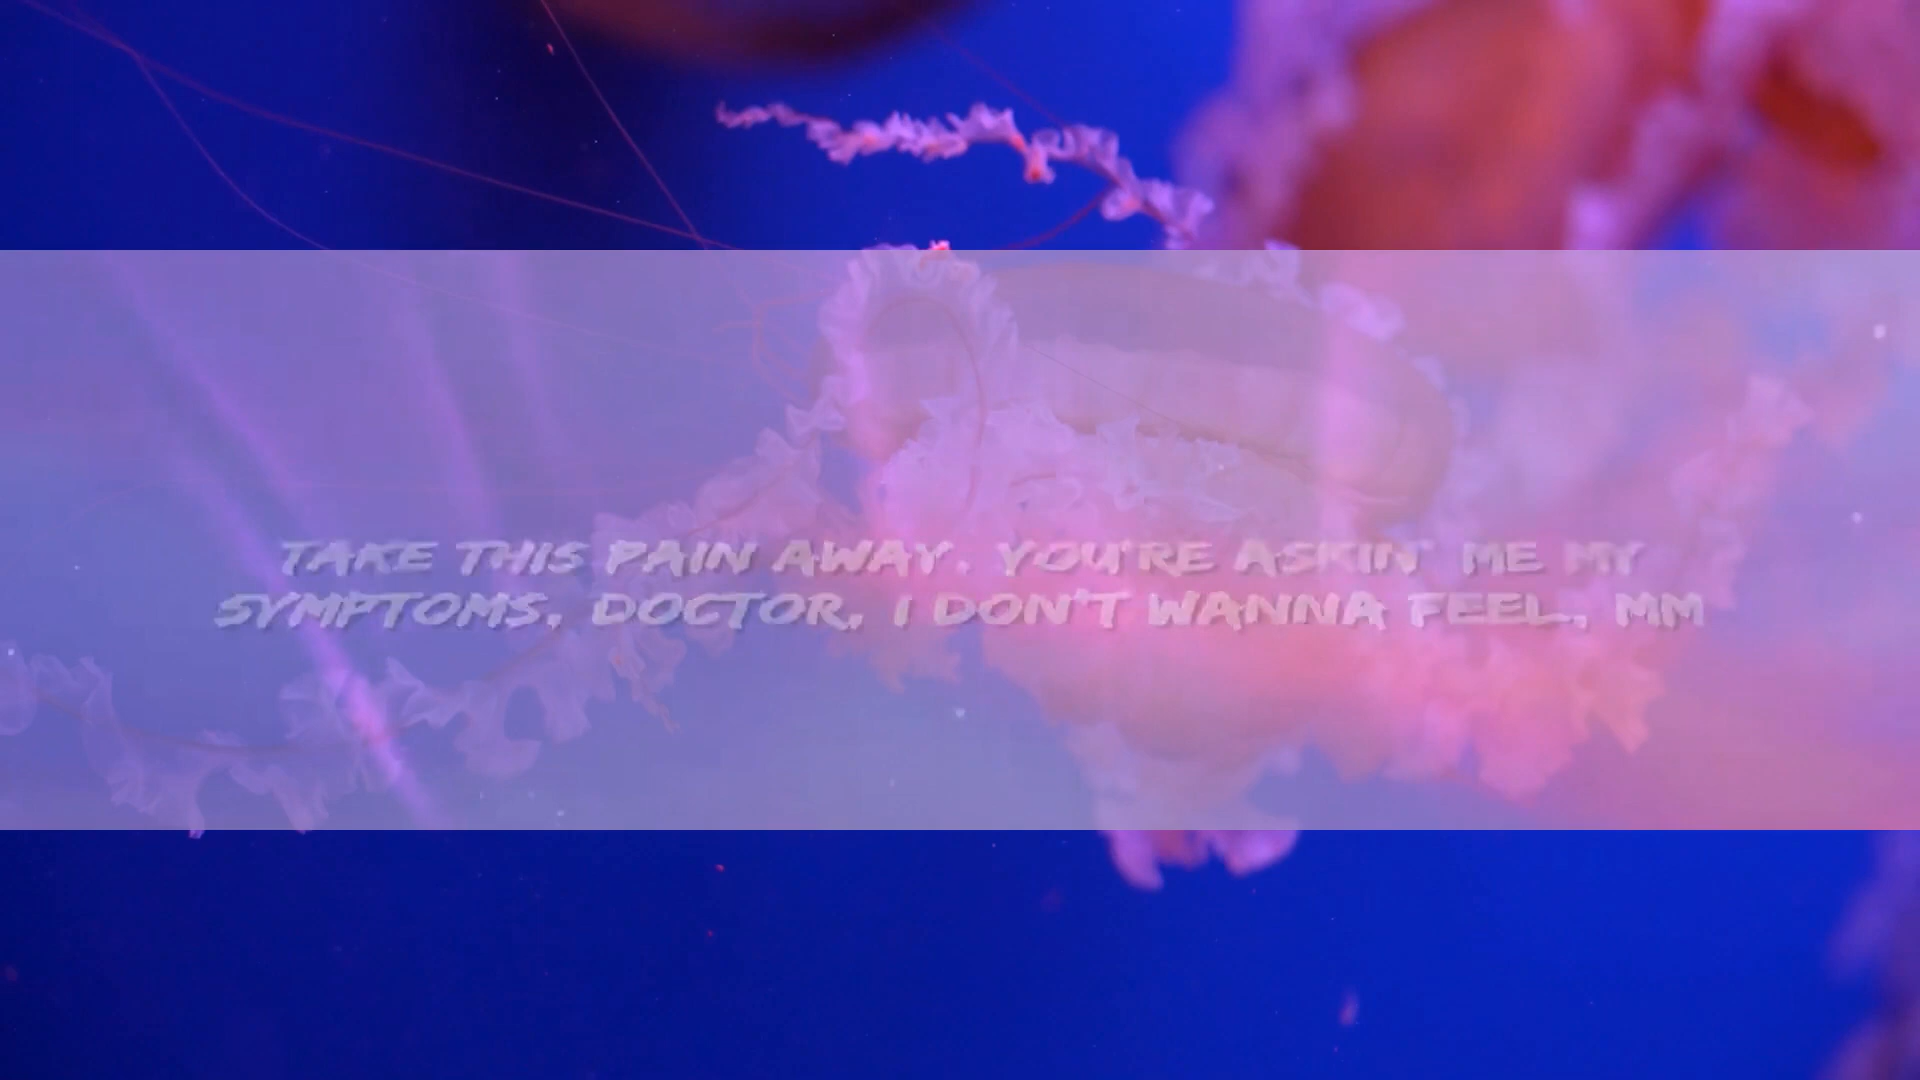 TAKE THIS PAIN AWAY. YOU'RE ASKIN' ME MY
SYMPTOMS, DOCTOR, I DON'T WANNA FEEL, MM